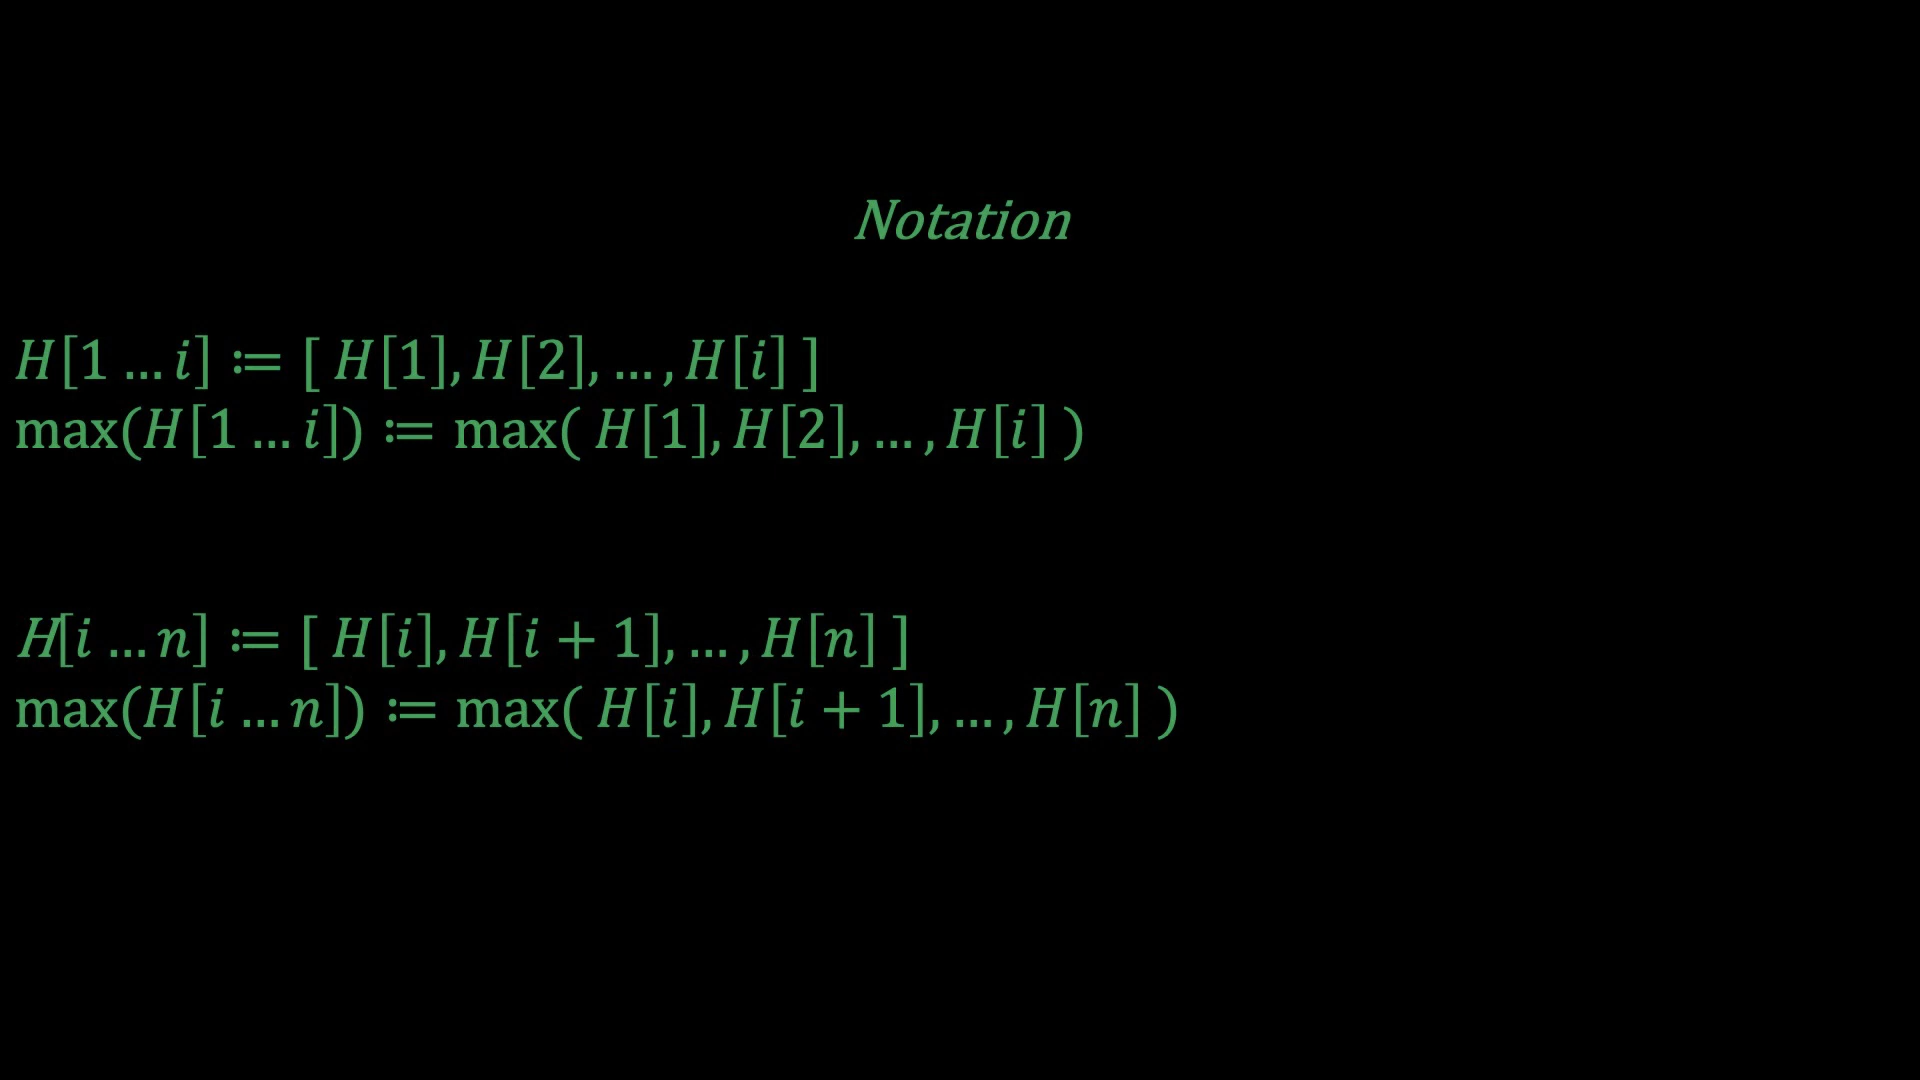 Notation
H[1 … i] ≔ [ H[1], H[2], … , H[i] ]
max(H[1 … i]) ≔ max( H[1], H[2], … , H[i] )
H[i … n] ≔ [ H[i], H[i + 1], … , H[n] ]
max(H[i … n]) ≔ max( H[i], H[i + 1], … , H[n] )